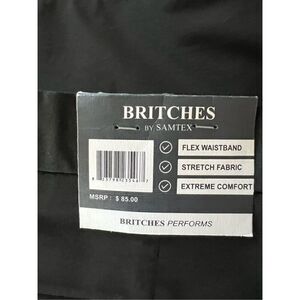 BRITCHES
BY SAMTEX
FLEX WAISTBAND
STRETCH FABRIC
EXTREME COMFORT
MSRP : $ 85.00
BRITCHES PERFORMS